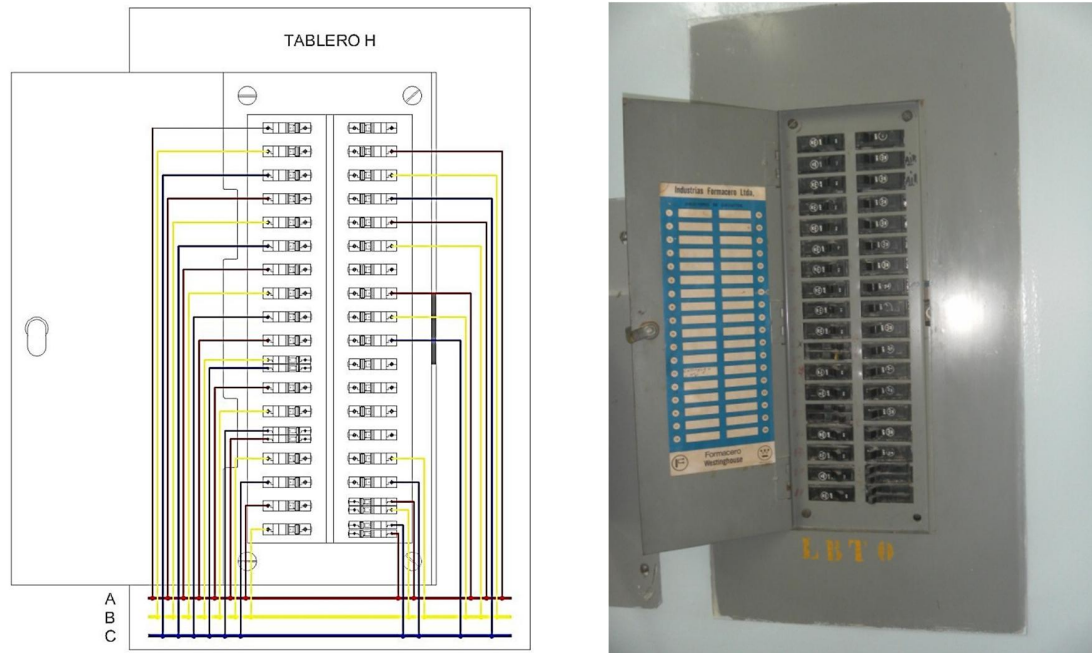 TABLERO H
A
B
C
Industrias Formacero Ltda.
Formacero
Westinghouse
LBTO